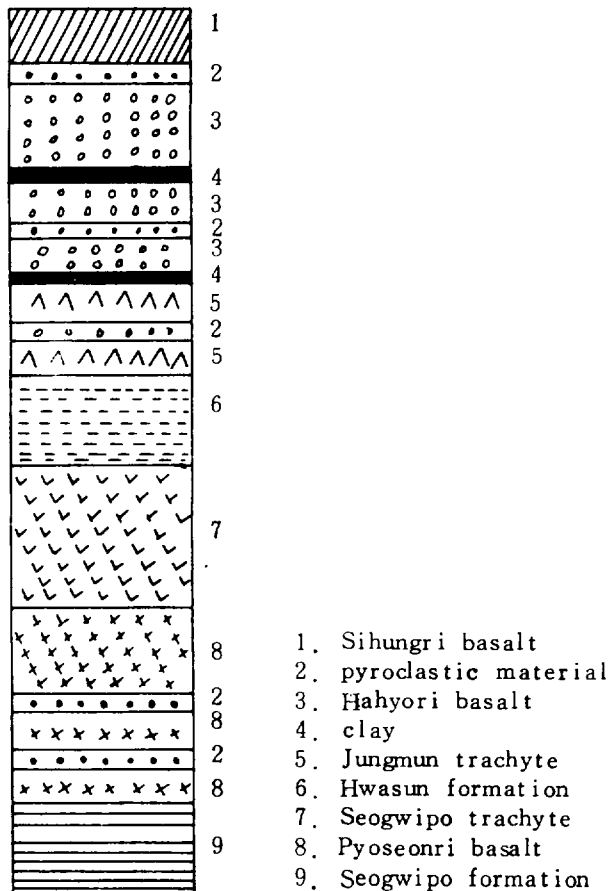 1
2
3
4
3
2
3
4
5
2
5
6
7
8
2
8
2
8
9
1. Sihungri basalt
2. pyroclastic material
3. Hahyori basalt
4. clay
5. Jungmun trachyte
6. Hwasun formation
7. Seogwipo trachyte
8. Pyoseonri basalt
9. Seogwipo formation